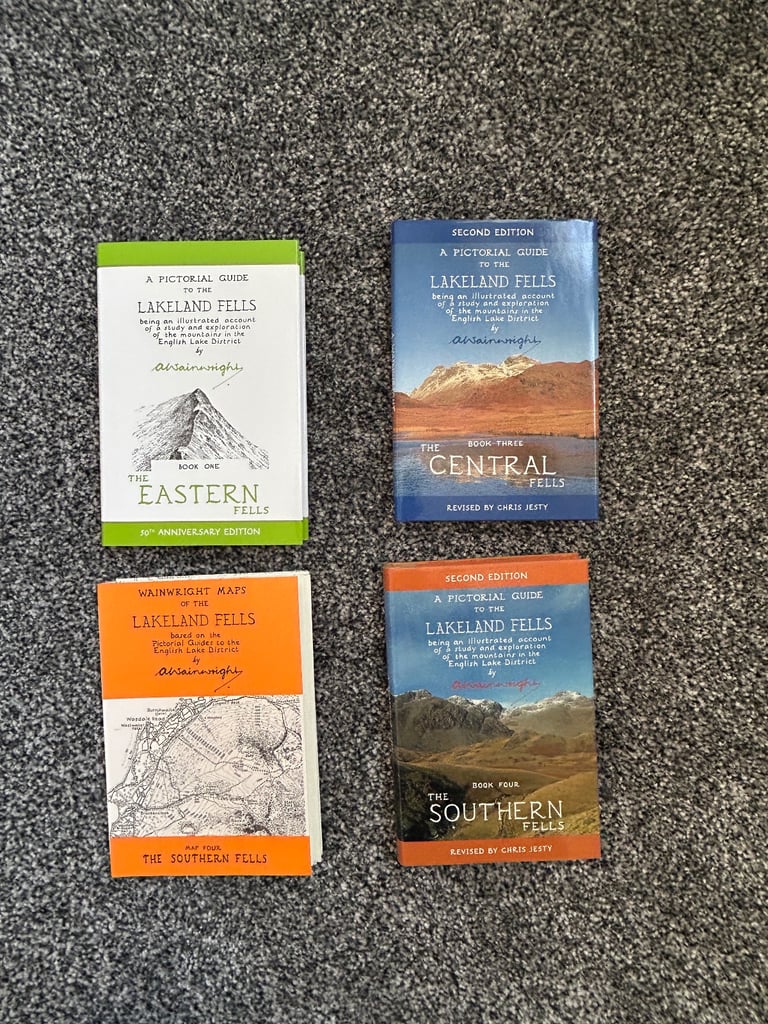 A PICTORIAL GUIDE
TO THE
LAKELAND FELLS
being an illustrated account
of a study and exploration
of the mountains in the
English Lake District
by
AWainwright
BOOK ONE
THE
EASTERN
FELLS
50TH ANNIVERSARY EDITION
SECOND EDITION
A PICTORIAL GUIDE
TO THE
LAKELAND FELLS
being an illustrated account
of a study and exploration
of the mountains in the
English Lake District
by
AWainwright
BOOK THREE
THE
CENTRAL
FELLS
REVISED BY CHRIS JESTY
WAINWRIGHT MAPS
OF THE
LAKELAND FELLS
based on the
Pictorial Guides to the
English Lake District
by
AWainwright
Burnthwaite
Wasdale Head
MAP FOUR
THE SOUTHERN FELLS
SECOND EDITION
A PICTORIAL GUIDE
TO THE
LAKELAND FELLS
being an illustrated account
of a study and exploration
of the mountains in the
English Lake District
by
AWainwright
BOOK FOUR
THE
SOUTHERN
FELLS
REVISED BY CHRIS JESTY